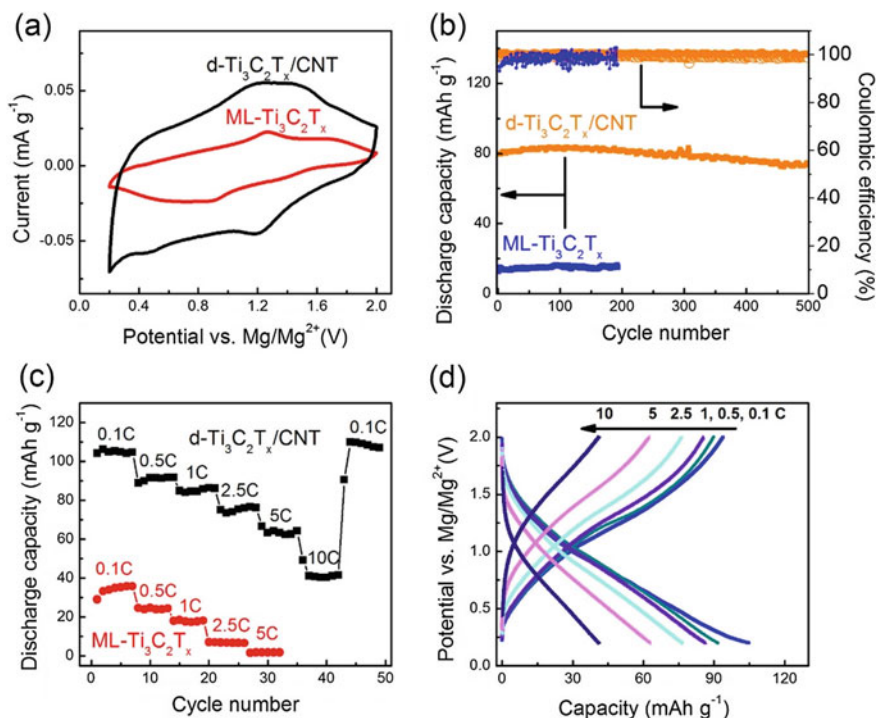 (a)
d-Ti₃C₂Tₓ/CNT
ML-Ti₃C₂Tₓ
0.05
0.00
-0.05
Current (mA g⁻¹)
0.4 0.8 1.2 1.6 2.0
Potential vs. Mg/Mg²⁺(V)
(b)
d-Ti₃C₂Tₓ/CNT
ML-Ti₃C₂Tₓ
140
120
100
80
60
40
20
0
Discharge capacity (mAh g⁻¹)
100
80
60
40
20
0
Coulombic efficiency (%)
0 100 200 300 400 500
Cycle number
(c)
0.1C
0.5C
1C
2.5C
5C
10C
0.1C
d-Ti₃C₂Tₓ/CNT
0.1C
0.5C
1C
2.5C
5C
ML-Ti₃C₂Tₓ
120
100
80
60
40
20
0
Discharge capacity (mAh g⁻¹)
0 10 20 30 40 50
Cycle number
(d)
10 5 2.5 1, 0.5, 0.1 C
2.0
1.5
1.0
0.5
0.0
Potential vs. Mg/Mg²⁺(V)
0 30 60 90 120
Capacity (mAh g⁻¹)